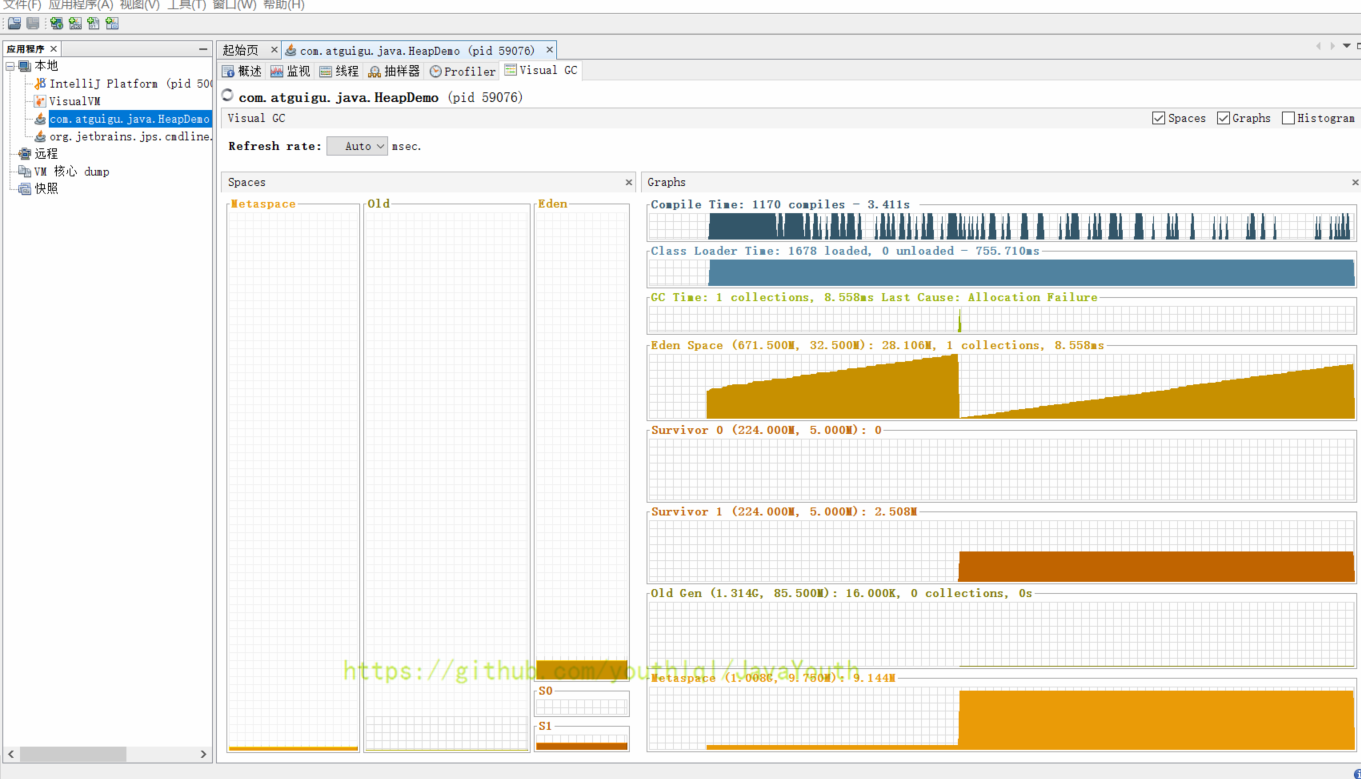 文件(F) 应用程序(A) 视图(V) 工具(T) 窗口(W) 帮助(H)
应用程序 ×
本地
IntelliJ Platform (pid 500
VisualVM
com.atguigu.java.HeapDemo
org.jetbrains.jps.cmdline.
远程
VM 核心 dump
快照
起始页 × com.atguigu.java.HeapDemo (pid 59076) ×
概述 监视 线程 抽样器 Profiler Visual GC
com.atguigu.java.HeapDemo (pid 59076)
Visual GC
Spaces Graphs Histogram
Refresh rate: Auto msec.
Spaces ×
Metaspace Old Eden
S0
S1
Graphs ×
Compile Time: 1170 compiles - 3.411s
Class Loader Time: 1678 loaded, 0 unloaded - 755.710ms
GC Time: 1 collections, 8.558ms Last Cause: Allocation Failure
Eden Space (671.500M, 32.500M): 28.106M, 1 collections, 8.558ms
Survivor 0 (224.000M, 5.000M): 0
Survivor 1 (224.000M, 5.000M): 2.508M
Old Gen (1.314G, 85.500M): 16.000K, 0 collections, 0s
Metaspace (1.008G, 9.750M): 9.144M
https://github.com/youthlql/JavaYouth